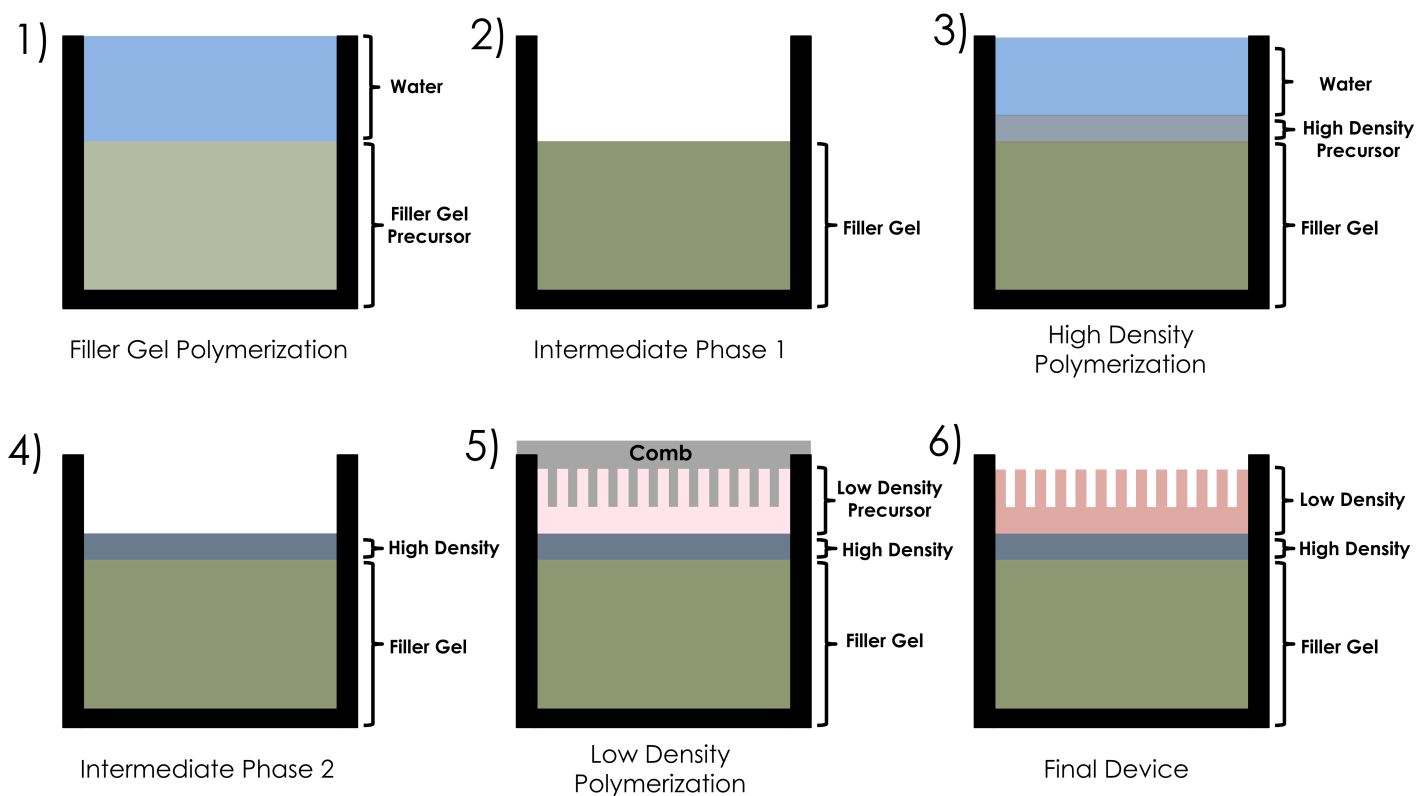 1)
Water
Filler Gel
Precursor
Filler Gel Polymerization
2)
Filler Gel
Intermediate Phase 1
3)
Water
High Density
Precursor
Filler Gel
High Density
Polymerization
4)
High Density
Filler Gel
Intermediate Phase 2
5)
Comb
Low Density
Precursor
High Density
Filler Gel
Low Density
Polymerization
6)
Low Density
High Density
Filler Gel
Final Device